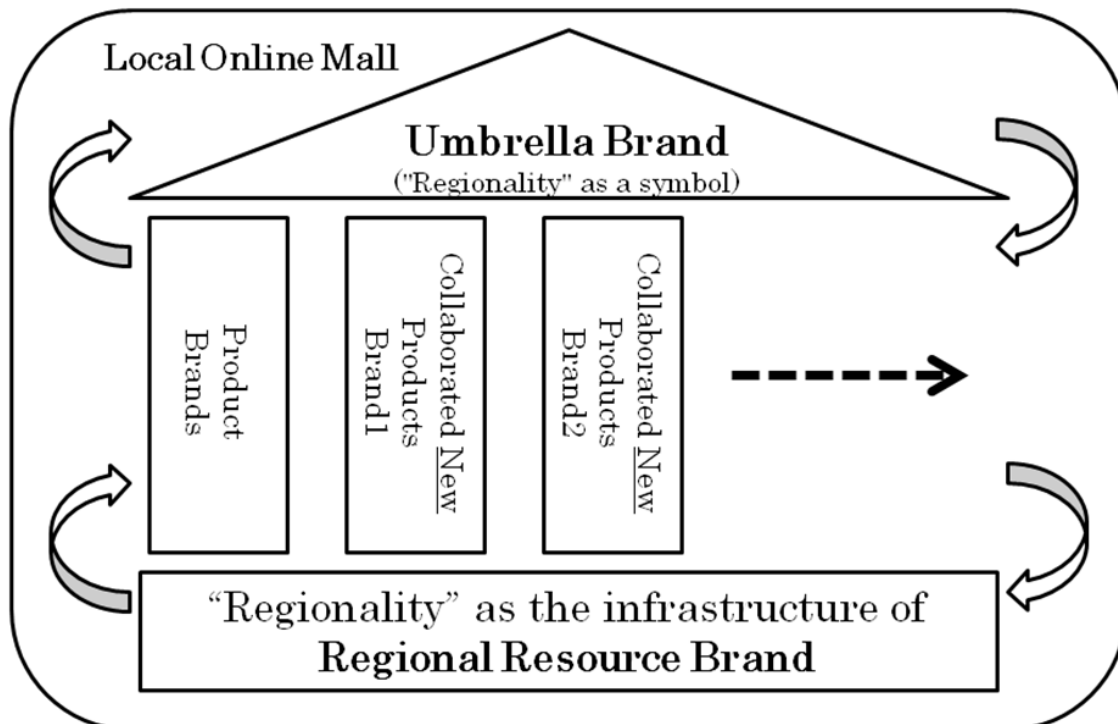 Local Online Mall
Umbrella Brand
("Regionality" as a symbol)
Product
Brands
Collaborated New
Products
Brand1
Collaborated New
Products
Brand2
“Regionality” as the infrastructure of
Regional Resource Brand